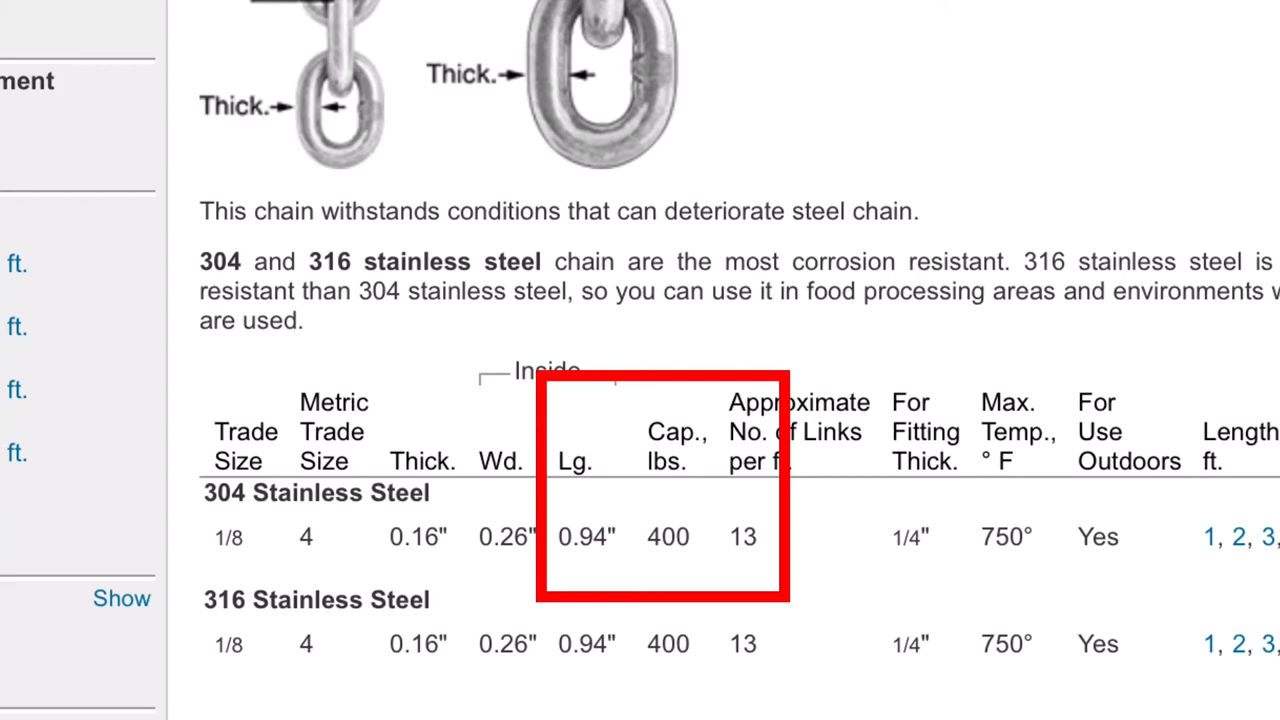 ment
Thick.
Thick.
This chain withstands conditions that can deteriorate steel chain.
304 and 316 stainless steel chain are the most corrosion resistant. 316 stainless steel is
resistant than 304 stainless steel, so you can use it in food processing areas and environments
are used.
ft.
ft.
ft.
ft.
Inside
Trade Size
Metric Trade Size
Thick.
Wd.
Lg.
Cap., lbs.
Approximate No. of Links per ft.
For Fitting Thick.
Max. Temp., ° F
For Use Outdoors
Length ft.
304 Stainless Steel
1/8 4 0.16" 0.26" 0.94" 400 13 1/4" 750° Yes 1, 2, 3,
316 Stainless Steel
1/8 4 0.16" 0.26" 0.94" 400 13 1/4" 750° Yes 1, 2, 3,
Show